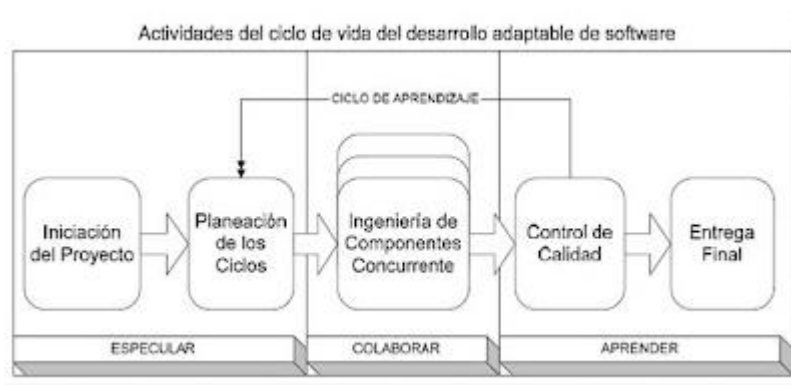 Actividades del ciclo de vida del desarrollo adaptable de software
CICLO DE APRENDIZAJE
Iniciación
del Proyecto
Planeación
de los
Ciclos
Ingeniería de
Componentes
Concurrente
Control de
Calidad
Entrega
Final
ESPECULAR
COLABORAR
APRENDER